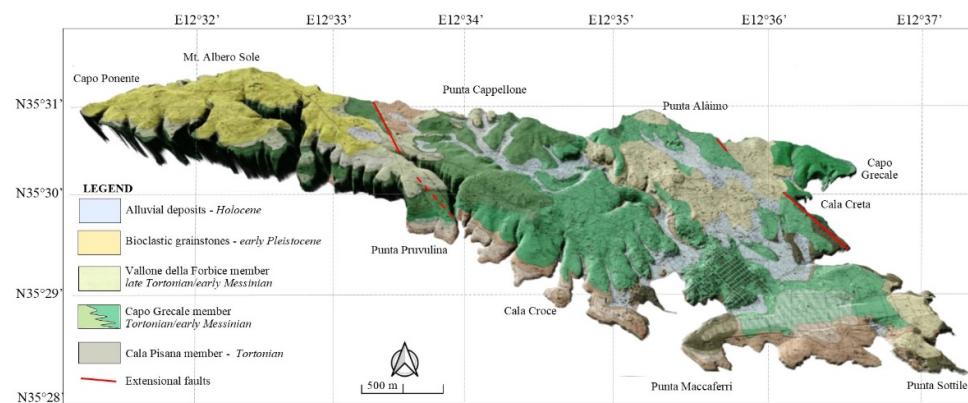 E12°32' E12°33' E12°34' E12°35' E12°36' E12°37'
Mt. Albero Sole
Capo Ponente
Punta Cappellone
N35°31'
Punta Alàimo
Capo
Grecale
N35°30'
LEGEND
Cala Creta
Alluvial deposits - Holocene
Bioclastic grainstones - early Pleistocene
Punta Pruvulina
Vallone della Forbice member
late Tortonian/early Messinian
N35°29'
Capo Grecale member
Tortonian/early Messinian
Cala Croce
Cala Pisana member - Tortonian
Extensional faults
500 m
Punta Maccaferri
Punta Sottile
N35°28'